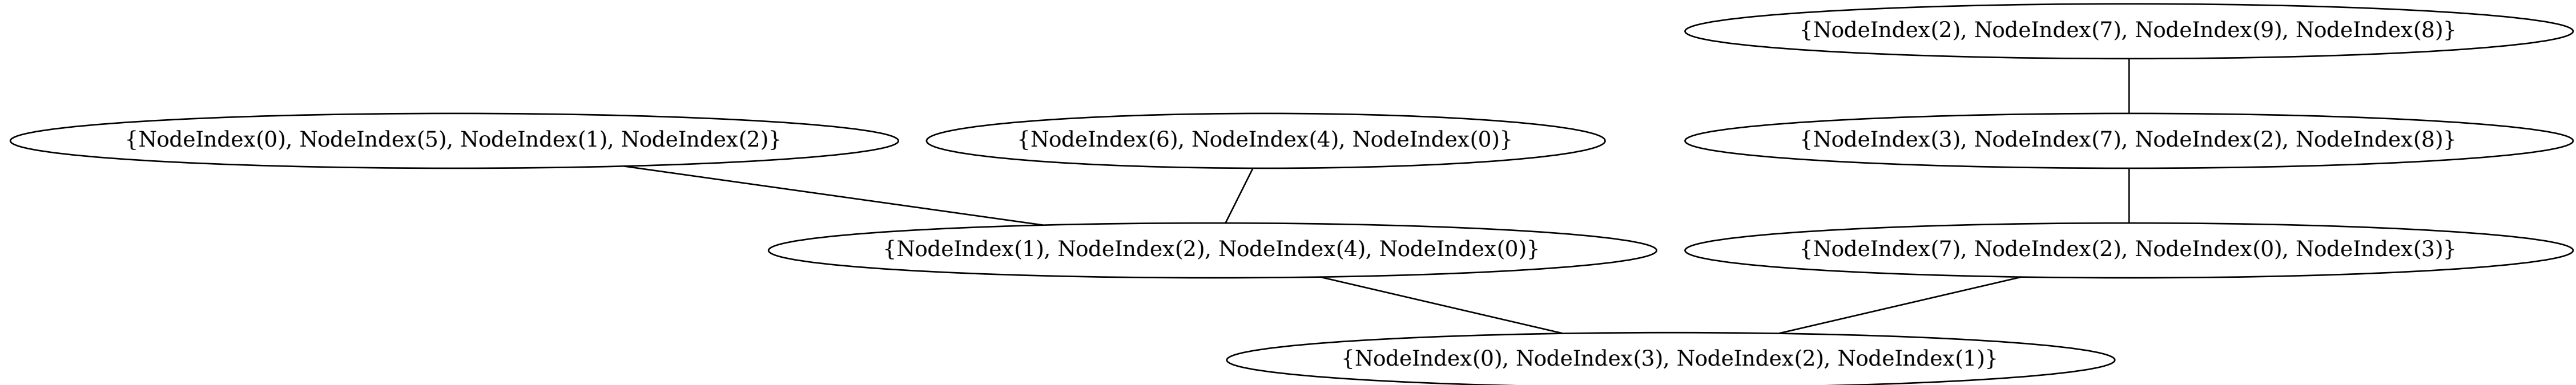 {NodeIndex(2), NodeIndex(7), NodeIndex(9), NodeIndex(8)}
{NodeIndex(0), NodeIndex(5), NodeIndex(1), NodeIndex(2)}
{NodeIndex(6), NodeIndex(4), NodeIndex(0)}
{NodeIndex(3), NodeIndex(7), NodeIndex(2), NodeIndex(8)}
{NodeIndex(1), NodeIndex(2), NodeIndex(4), NodeIndex(0)}
{NodeIndex(7), NodeIndex(2), NodeIndex(0), NodeIndex(3)}
{NodeIndex(0), NodeIndex(3), NodeIndex(2), NodeIndex(1)}